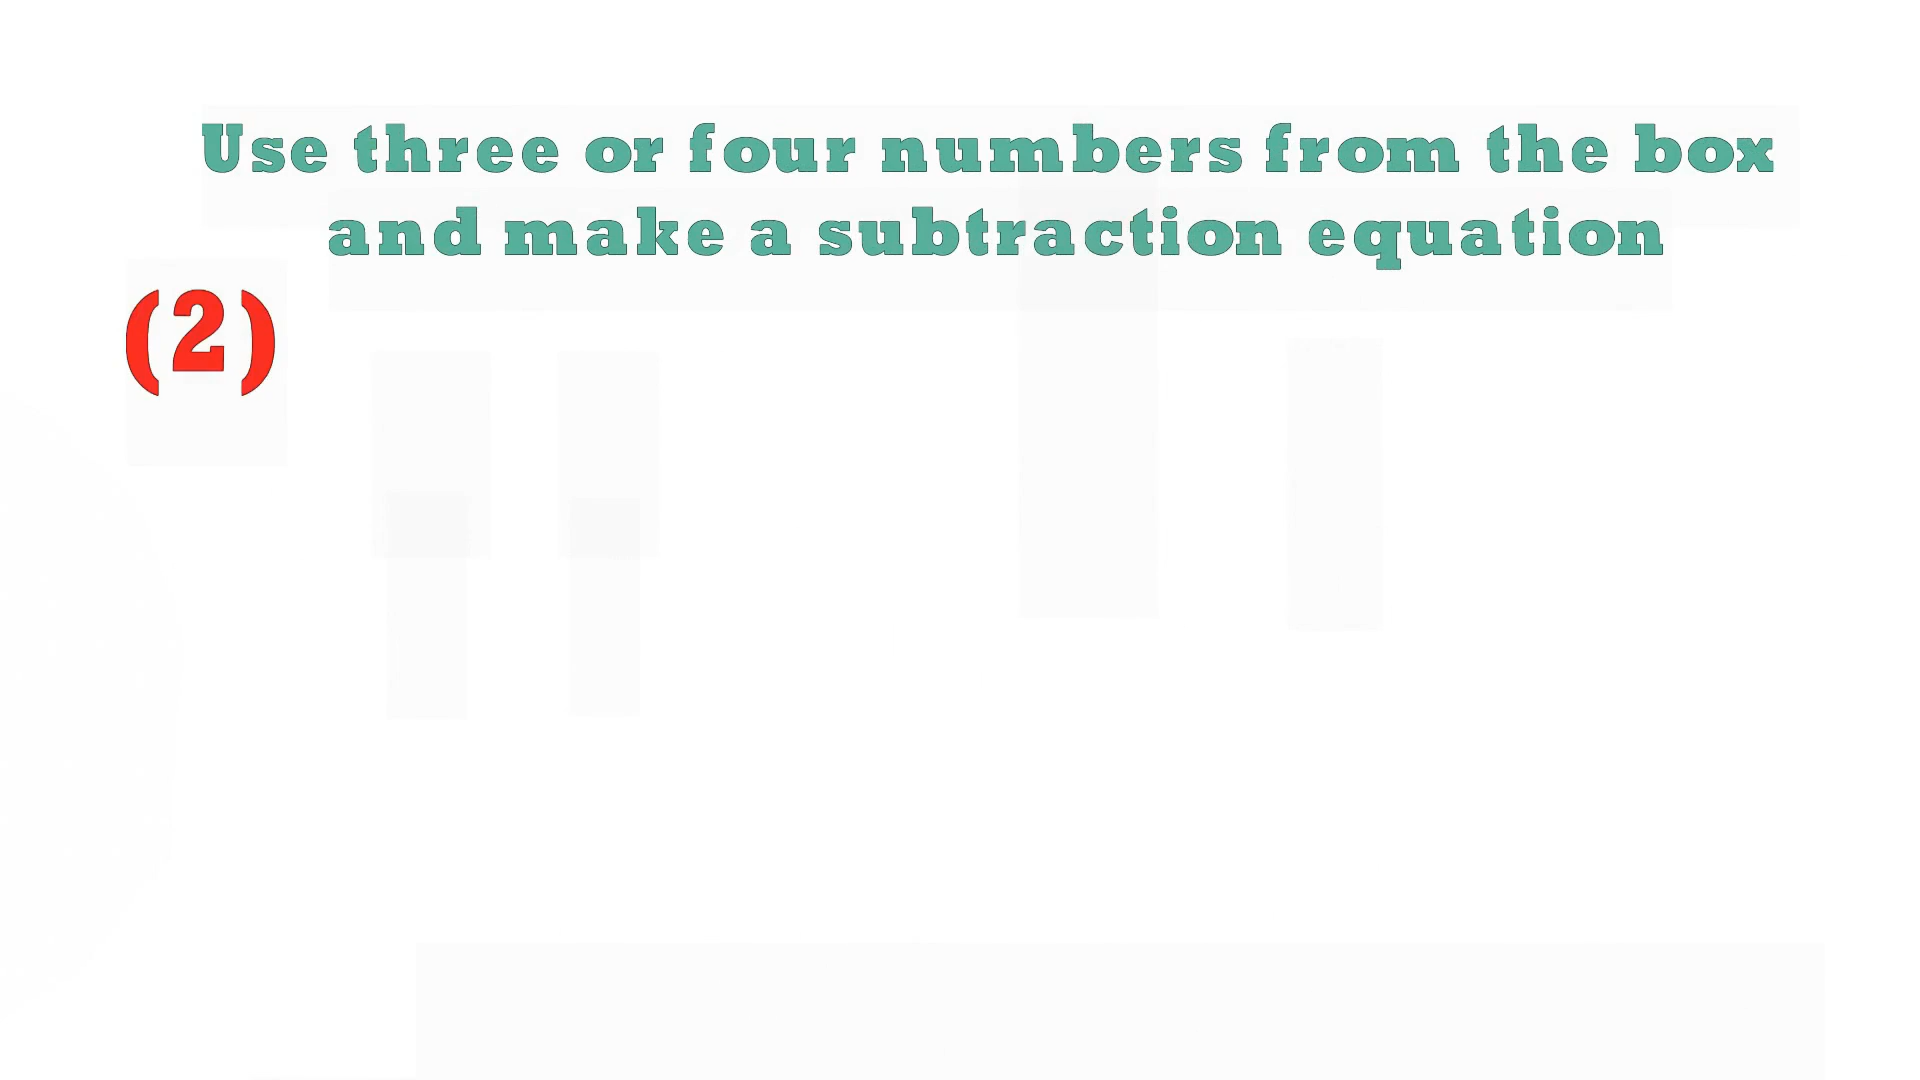 Use three or four numbers from the box
and make a subtraction equation
(2)